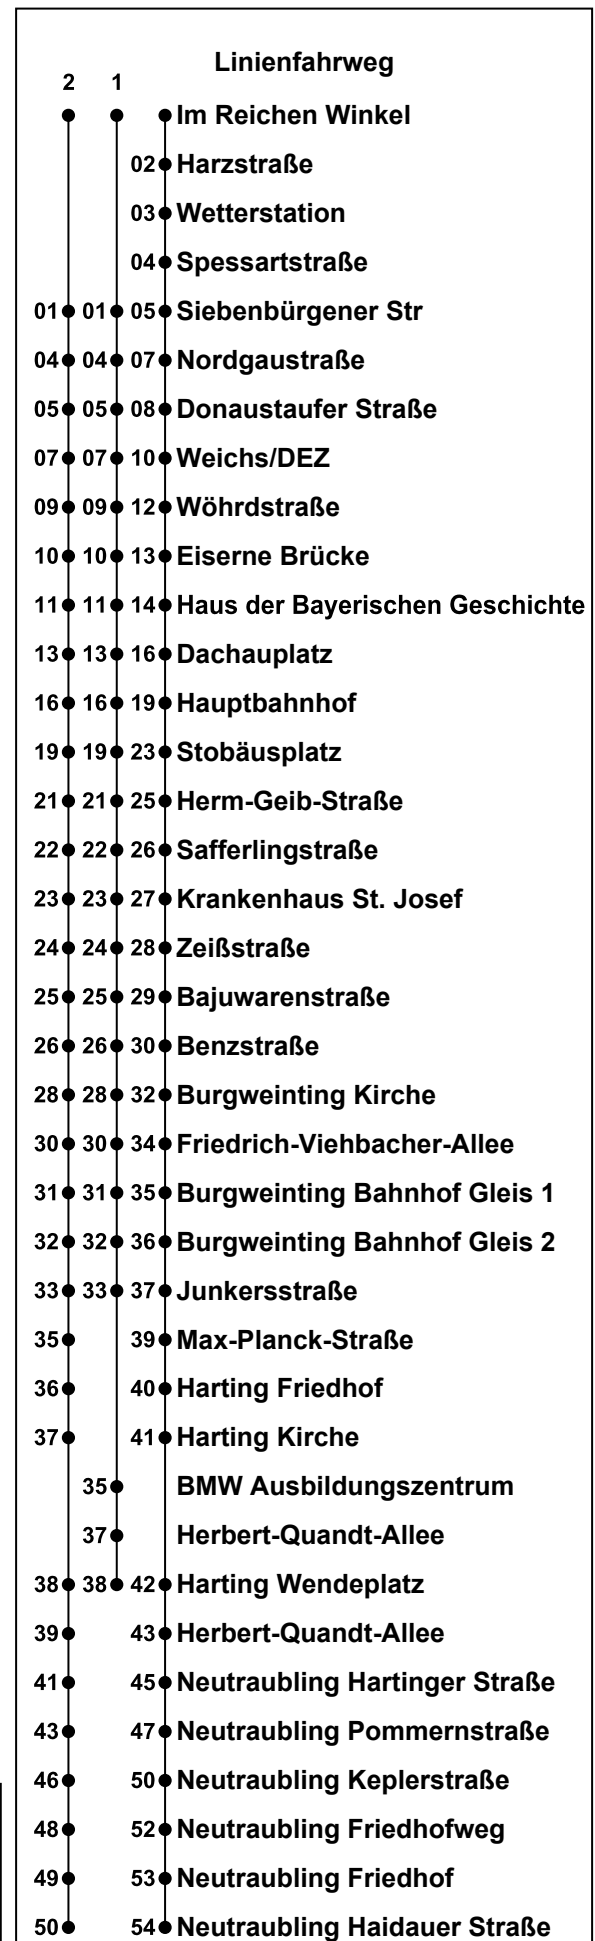 Linienfahrweg
2 1
Im Reichen Winkel
02 Harzstraße
03 Wetterstation
04 Spessartstraße
01 01 05 Siebenbürgener Str
04 04 07 Nordgaustraße
05 05 08 Donaustaufer Straße
07 07 10 Weichs/DEZ
09 09 12 Wöhrdstraße
10 10 13 Eiserne Brücke
11 11 14 Haus der Bayerischen Geschichte
13 13 16 Dachauplatz
16 16 19 Hauptbahnhof
19 19 23 Stobäusplatz
21 21 25 Herm-Geib-Straße
22 22 26 Safferlingstraße
23 23 27 Krankenhaus St. Josef
24 24 28 Zeißstraße
25 25 29 Bajuwarenstraße
26 26 30 Benzstraße
28 28 32 Burgweinting Kirche
30 30 34 Friedrich-Viehbacher-Allee
31 31 35 Burgweinting Bahnhof Gleis 1
32 32 36 Burgweinting Bahnhof Gleis 2
33 33 37 Junkersstraße
35 39 Max-Planck-Straße
36 40 Harting Friedhof
37 41 Harting Kirche
35 BMW Ausbildungszentrum
37 Herbert-Quandt-Allee
38 38 42 Harting Wendeplatz
39 43 Herbert-Quandt-Allee
41 45 Neutraubling Hartinger Straße
43 47 Neutraubling Pommernstraße
46 50 Neutraubling Keplerstraße
48 52 Neutraubling Friedhofweg
49 53 Neutraubling Friedhof
50 54 Neutraubling Haidauer Straße